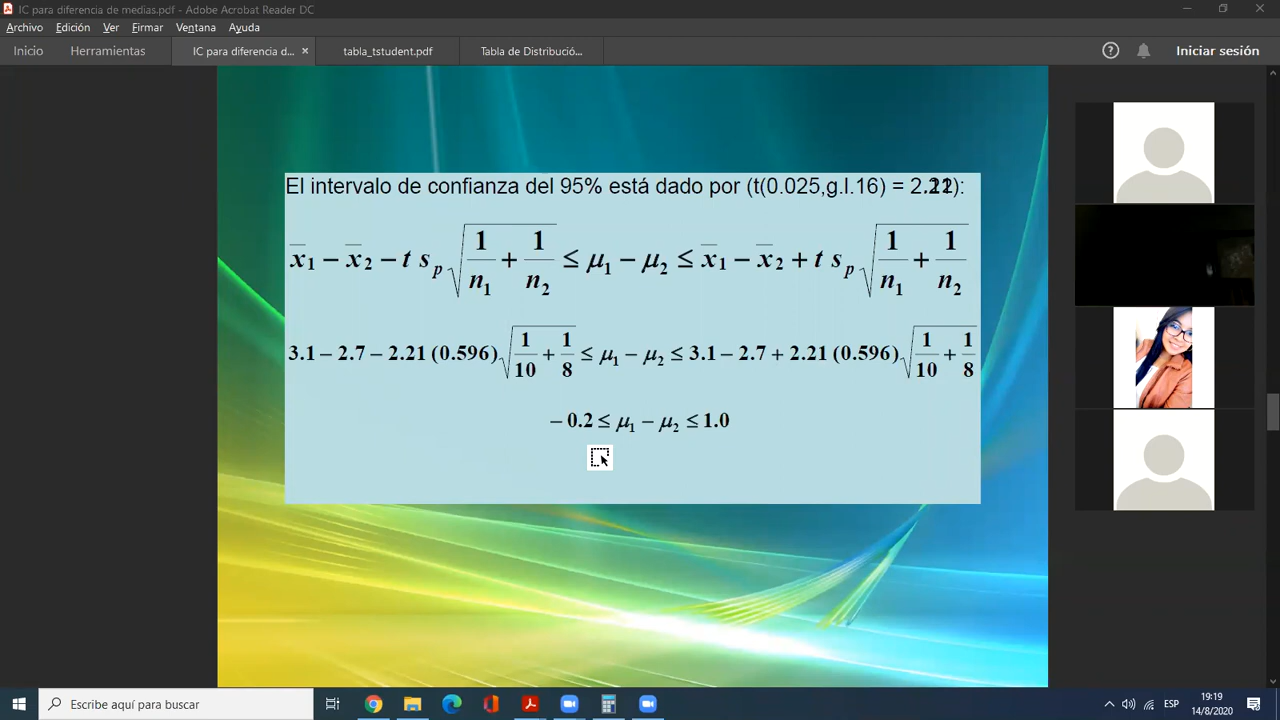 IC para diferencia de medias.pdf - Adobe Acrobat Reader DC
Archivo Edición Ver Firmar Ventana Ayuda
Inicio Herramientas IC para diferencia d... × tabla_tstudent.pdf Tabla de Distribució... Iniciar sesión
El intervalo de confianza del 95% está dado por (t(0.025,g.l.16) =
x̄₁ − x̄₂ − t sₚ √(1/n₁ + 1/n₂) ≤ μ₁ − μ₂ ≤ x̄₁ − x̄₂ + t sₚ √(1/n₁ + 1/n₂)
3.1 − 2.7 − 2.21 (0.596) √(1/10 + 1/8) ≤ μ₁ − μ₂ ≤ 3.1 − 2.7 + 2.21 (0.596) √(1/10 + 1/8)
− 0.2 ≤ μ₁ − μ₂ ≤ 1.0
Escribe aquí para buscar
ESP
19:19
14/8/2020